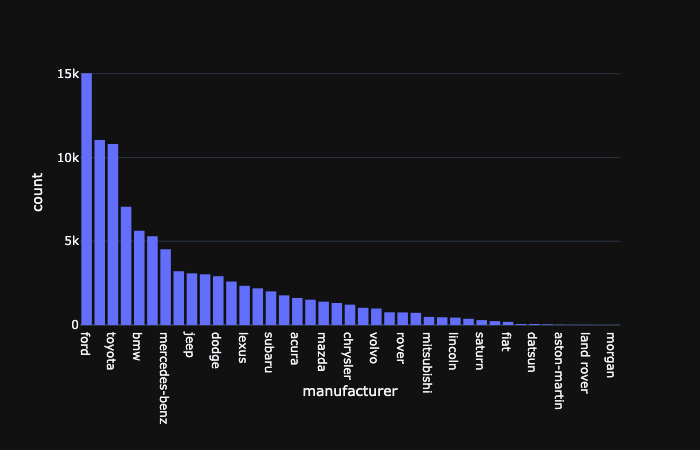 15k
10k
5k
0
count
ford
toyota
bmw
mercedes-benz
jeep
dodge
lexus
subaru
acura
mazda
chrysler
volvo
rover
mitsubishi
lincoln
saturn
fiat
datsun
aston-martin
land rover
morgan
manufacturer